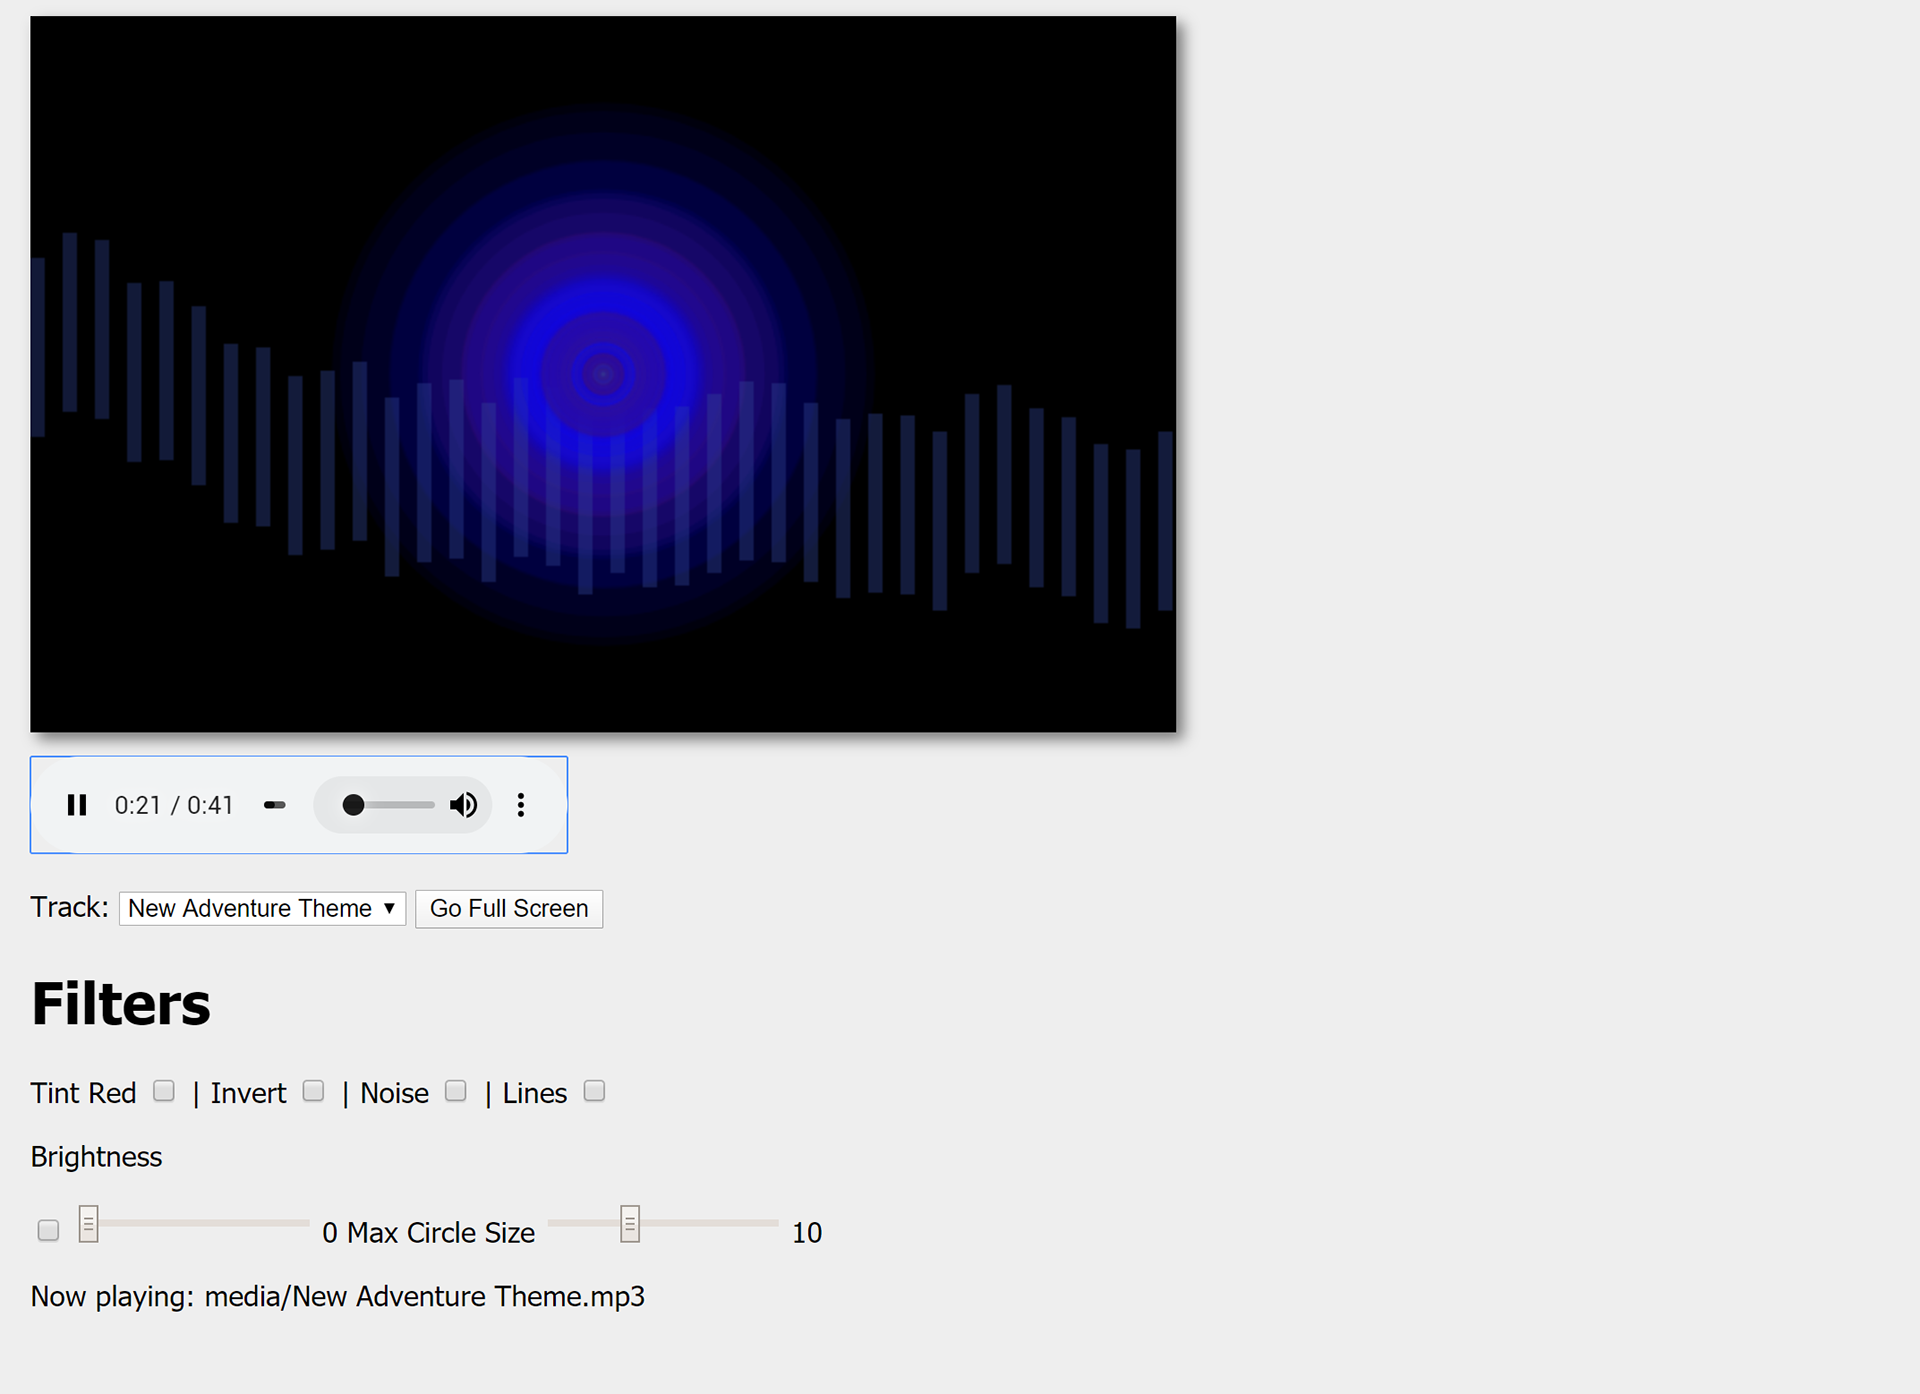 0:21 / 0:41
Track: New Adventure Theme Go Full Screen
Filters
Tint Red | Invert | Noise | Lines
Brightness
0 Max Circle Size 10
Now playing: media/New Adventure Theme.mp3